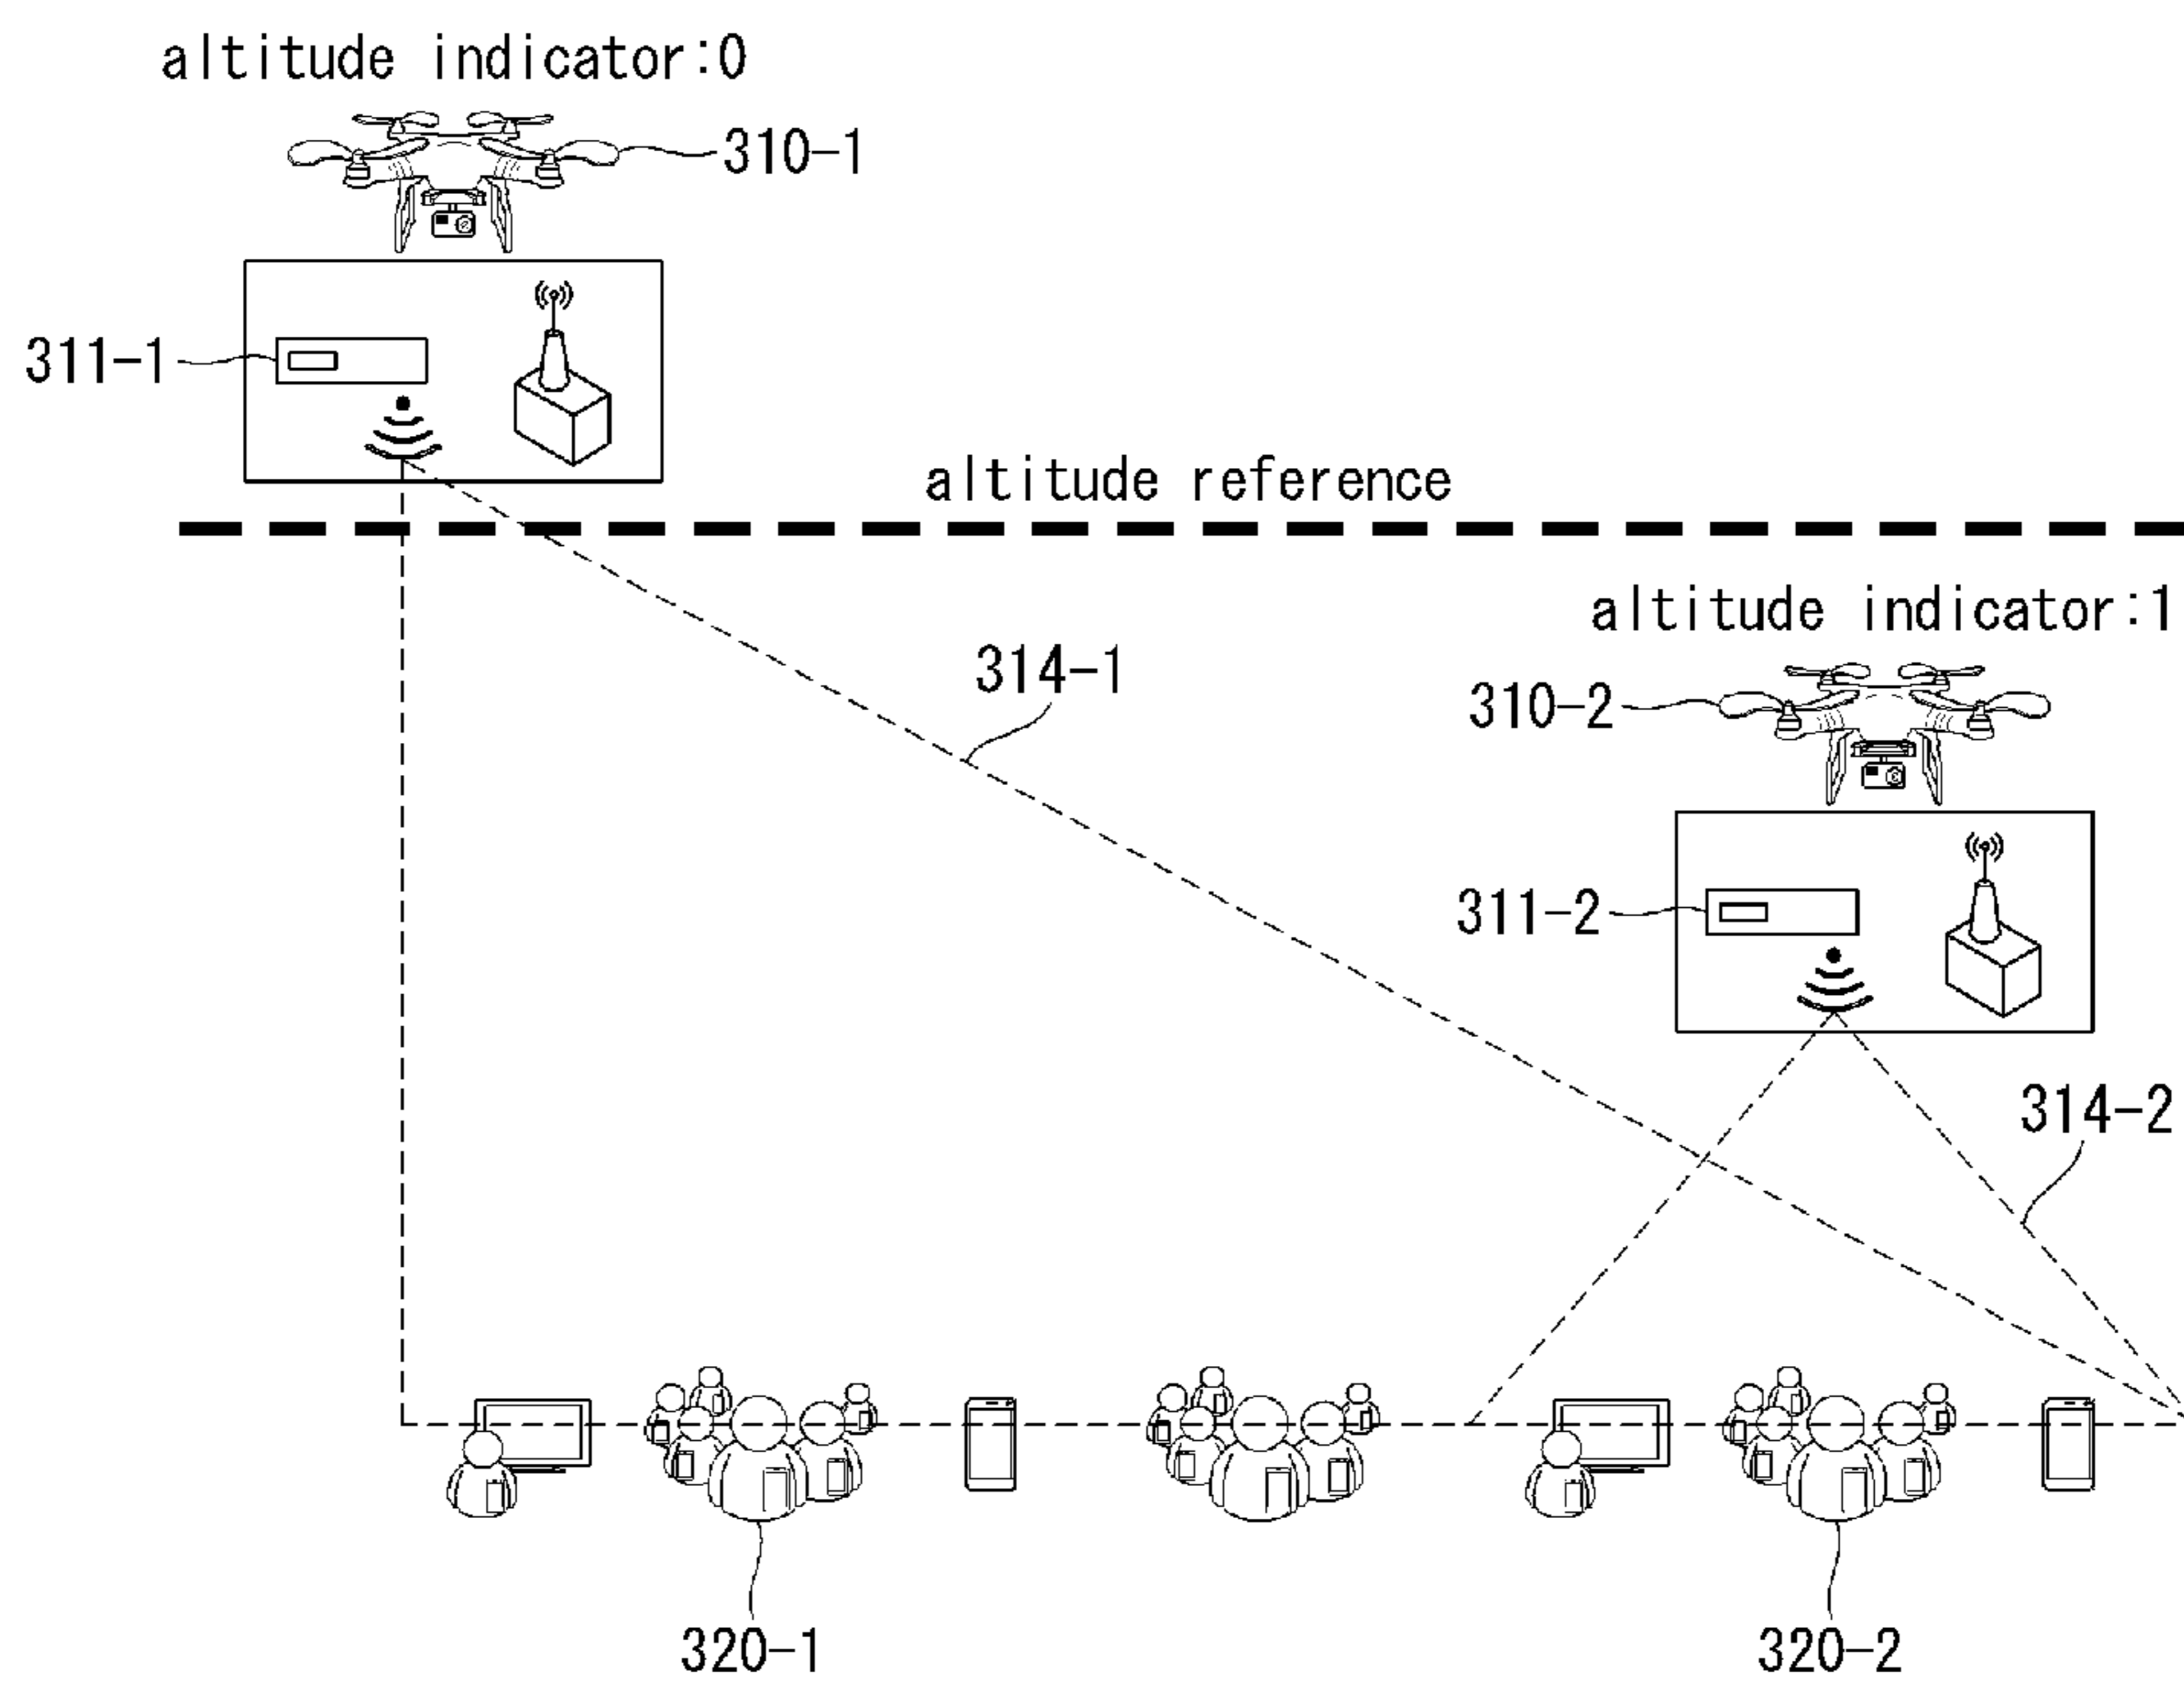 altitude indicator:0
310-1
311-1
altitude reference
altitude indicator:1
314-1
310-2
311-2
314-2
320-1
320-2